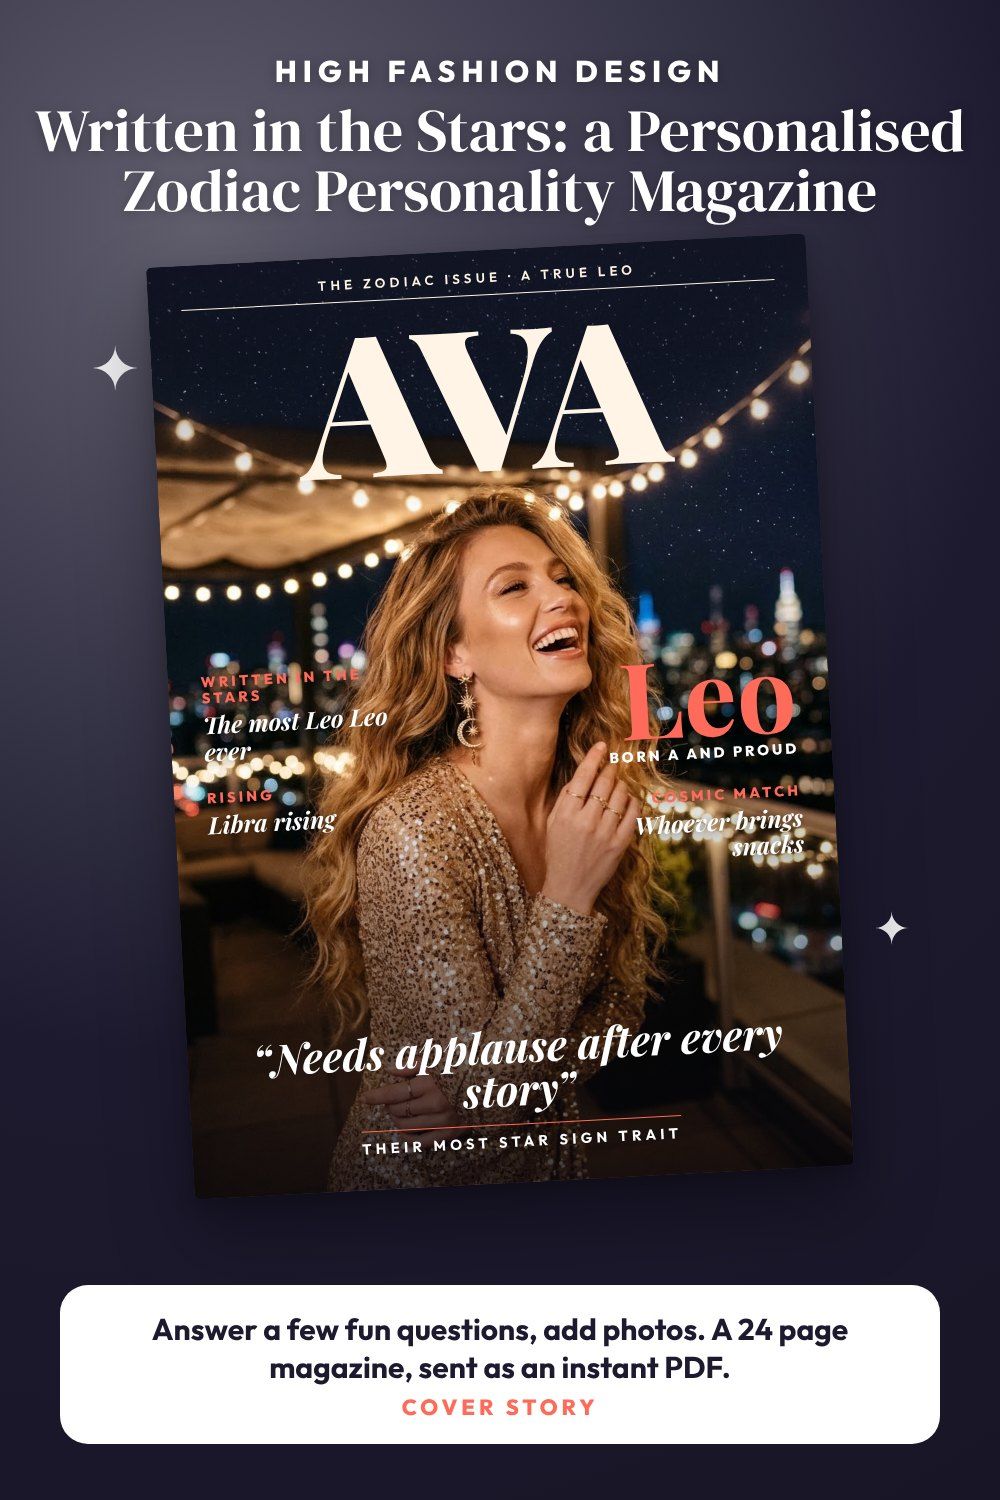 HIGH FASHION DESIGN
Written in the Stars: a Personalised
Zodiac Personality Magazine
THE ZODIAC ISSUE · A TRUE LEO
AVA
WRITTEN IN THE
STARS
The most Leo Leo
ever
RISING
Libra rising
Leo
BORN A AND PROUD
COSMIC MATCH
Whoever brings
snacks
“Needs applause after every
story”
THEIR MOST STAR SIGN TRAIT
Answer a few fun questions, add photos. A 24 page
magazine, sent as an instant PDF.
COVER STORY